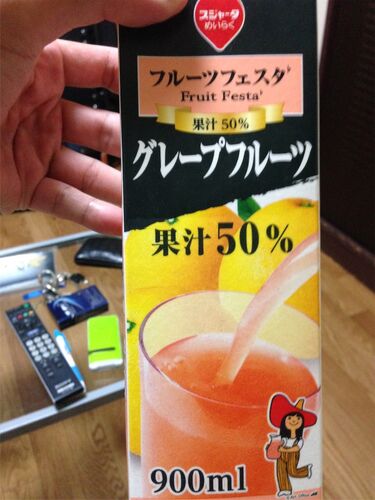 スジャータ
めいらく
フルーツフェスタ♪
Fruit Festa♪
果汁50%
グレープフルーツ
果汁50%
900ml